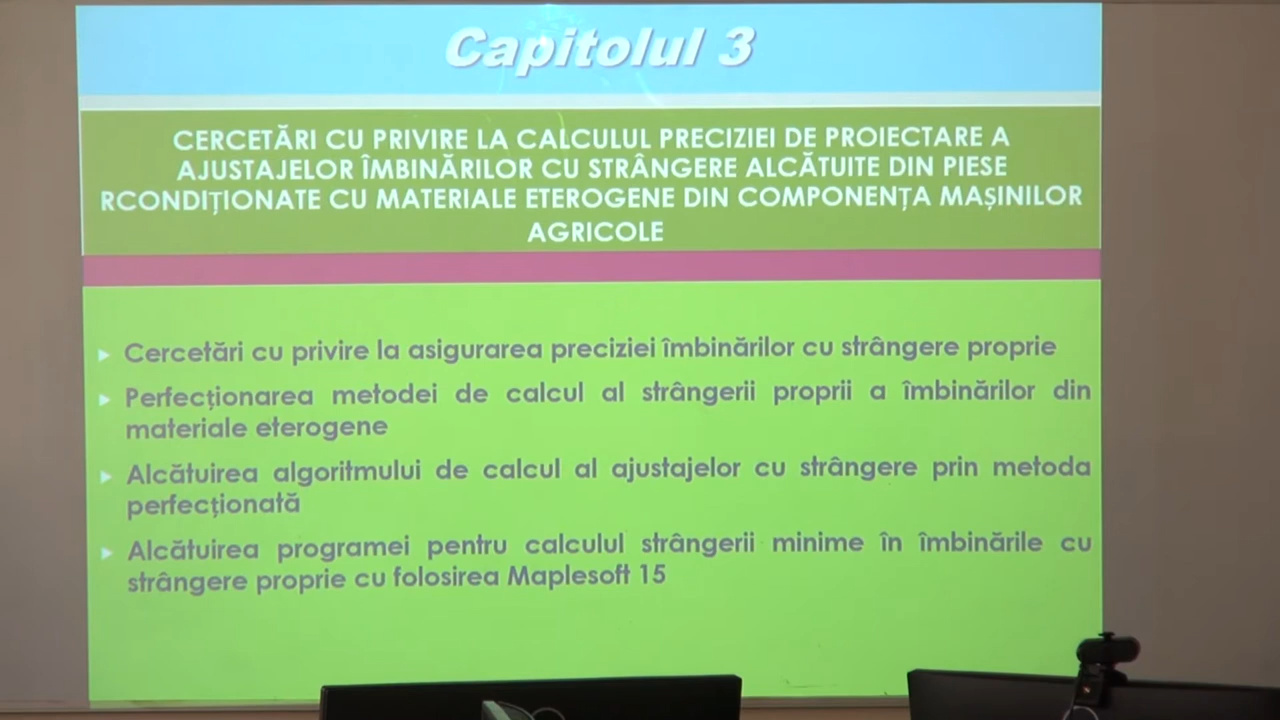 Capitolul 3
CERCETĂRI CU PRIVIRE LA CALCULUL PRECIZIEI DE PROIECTARE A
AJUSTAJELOR ÎMBINĂRILOR CU STRÂNGERE ALCĂTUITE DIN PIESE
RCONDIȚIONATE CU MATERIALE ETEROGENE DIN COMPONENȚA MAȘINILOR
AGRICOLE
Cercetări cu privire la asigurarea preciziei îmbinărilor cu strângere proprie
Perfecționarea metodei de calcul al strângerii proprii a îmbinărilor din
materiale eterogene
Alcătuirea algoritmului de calcul al ajustajelor cu strângere prin metoda
perfecționată
Alcătuirea programei pentru calculul strângerii minime în îmbinările cu
strângere proprie cu folosirea Maplesoft 15